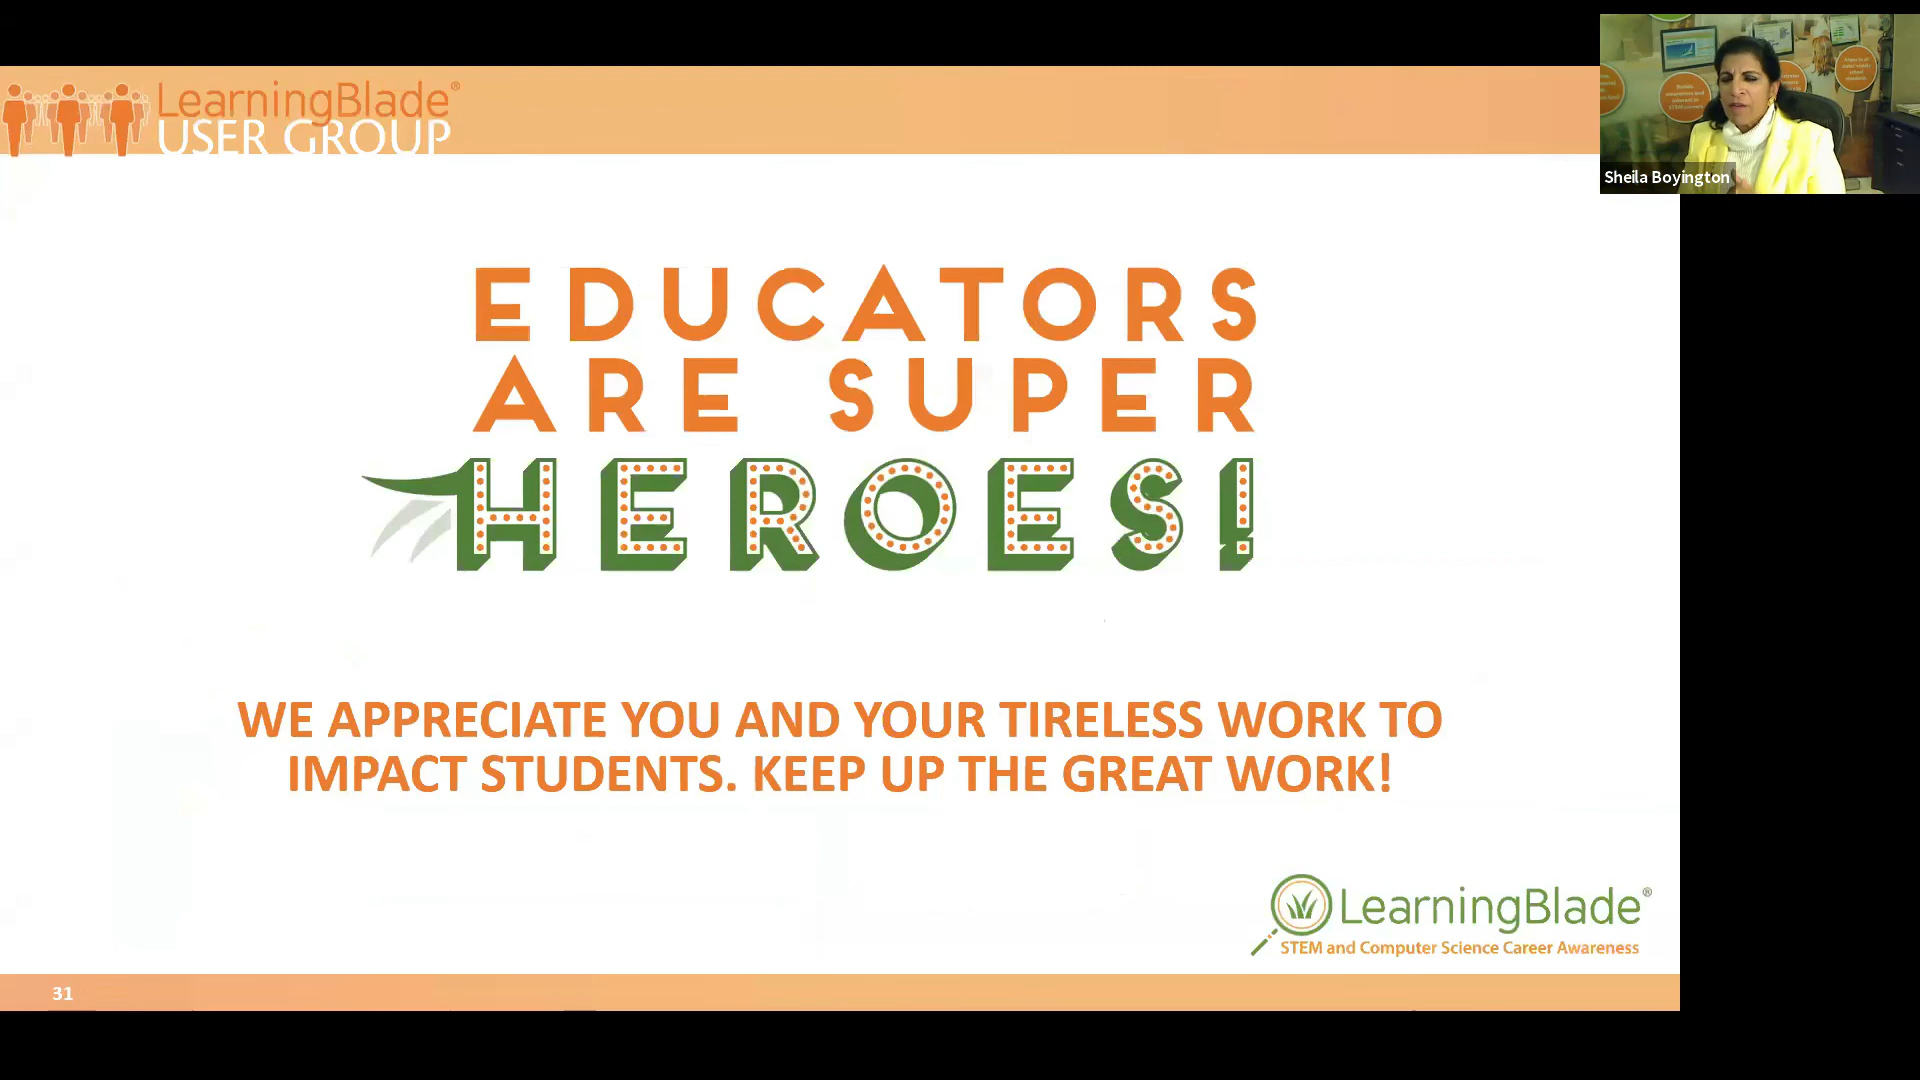 LearningBlade®
USER GROUP
Sheila Boyington
EDUCATORS
ARE SUPER
HEROES!
WE APPRECIATE YOU AND YOUR TIRELESS WORK TO
IMPACT STUDENTS. KEEP UP THE GREAT WORK!
LearningBlade®
STEM and Computer Science Career Awareness
31